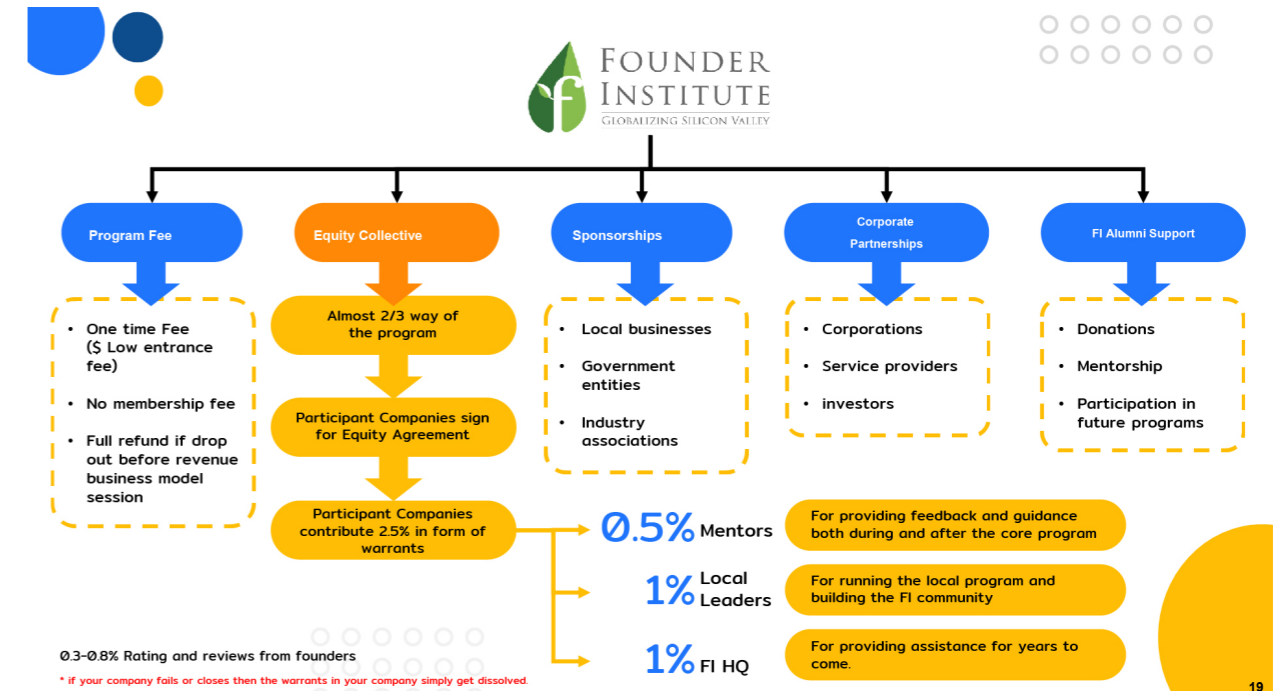 FOUNDER
INSTITUTE
GLOBALIZING SILICON VALLEY
Program Fee
• One time Fee
($ Low entrance
fee)
• No membership fee
• Full refund if drop
out before revenue
business model
session
Equity Collective
Almost 2/3 way of
the program
Participant Companies sign
for Equity Agreement
Participant Companies
contribute 2.5% in form of
warrants
Sponsorships
• Local businesses
• Government
entities
• Industry
associations
Corporate
Partnerships
• Corporations
• Service providers
• investors
FI Alumni Support
• Donations
• Mentorship
• Participation in
future programs
0.5% Mentors
For providing feedback and guidance
both during and after the core program
1% Local
Leaders
For running the local program and
building the FI community
1% FI HQ
For providing assistance for years to
come.
0.3-0.8% Rating and reviews from founders
* if your company fails or closes then the warrants in your company simply get dissolved.
19